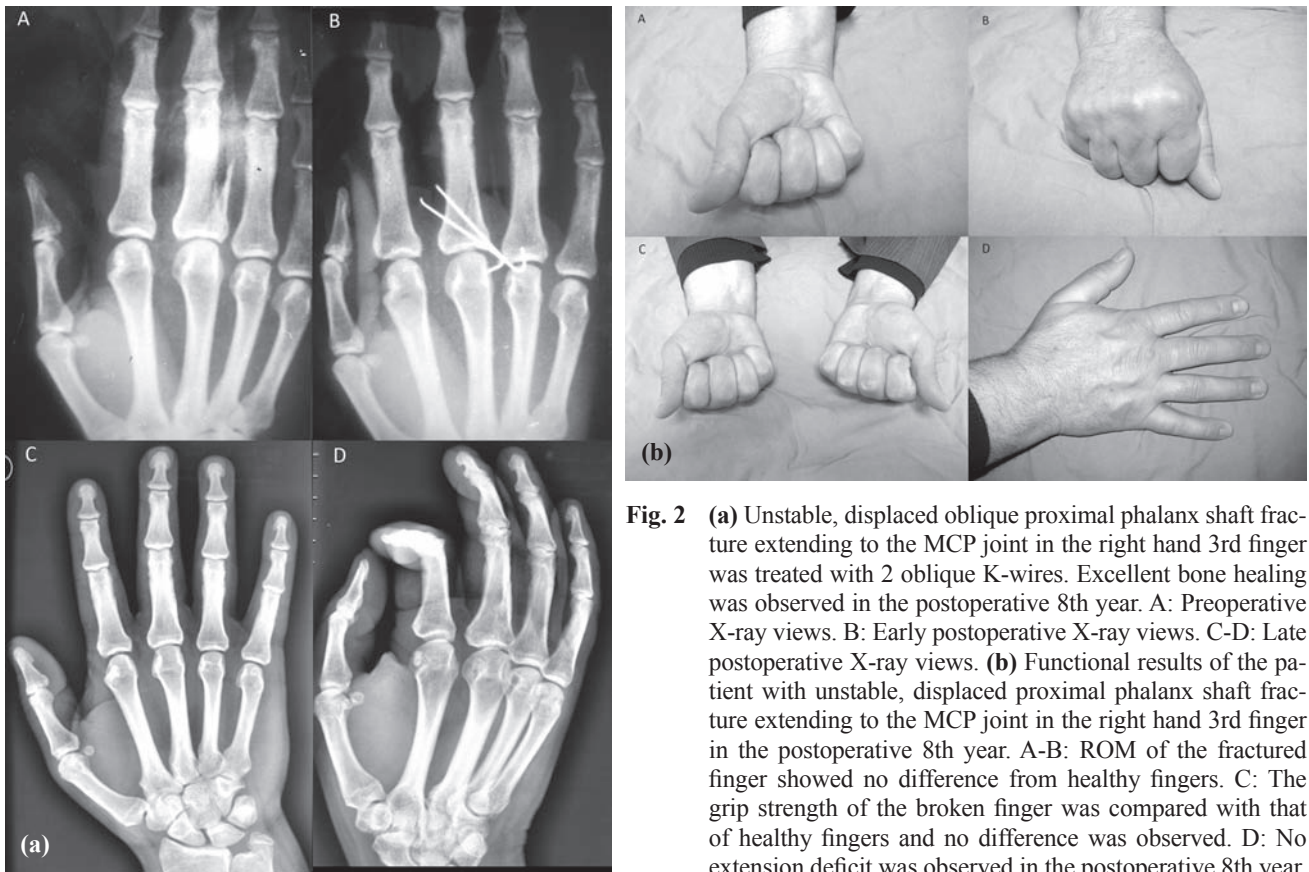 A
B
C
D
(a)
A
B
C
D
(b)
Fig. 2 (a) Unstable, displaced oblique proximal phalanx shaft frac-
ture extending to the MCP joint in the right hand 3rd finger
was treated with 2 oblique K-wires. Excellent bone healing
was observed in the postoperative 8th year. A: Preoperative
X-ray views. B: Early postoperative X-ray views. C-D: Late
postoperative X-ray views. (b) Functional results of the pa-
tient with unstable, displaced proximal phalanx shaft frac-
ture extending to the MCP joint in the right hand 3rd finger
in the postoperative 8th year. A-B: ROM of the fractured
finger showed no difference from healthy fingers. C: The
grip strength of the broken finger was compared with that
of healthy fingers and no difference was observed. D: No
extension deficit was observed in the postoperative 8th year.